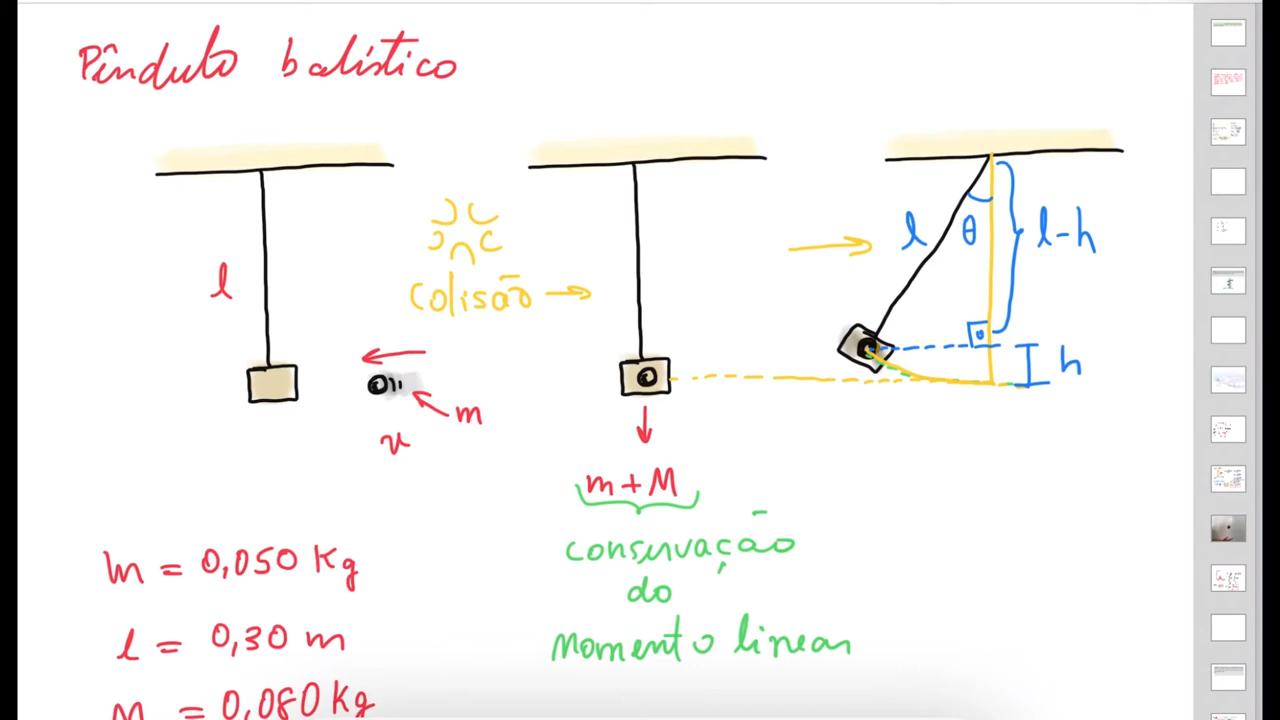 Pêndulo balístico
l
colisão
m
v
m + M
conservação
do
momento linear
l
θ
l-h
h
m = 0,050 Kg
l = 0,30 m
M = 0,080 Kg